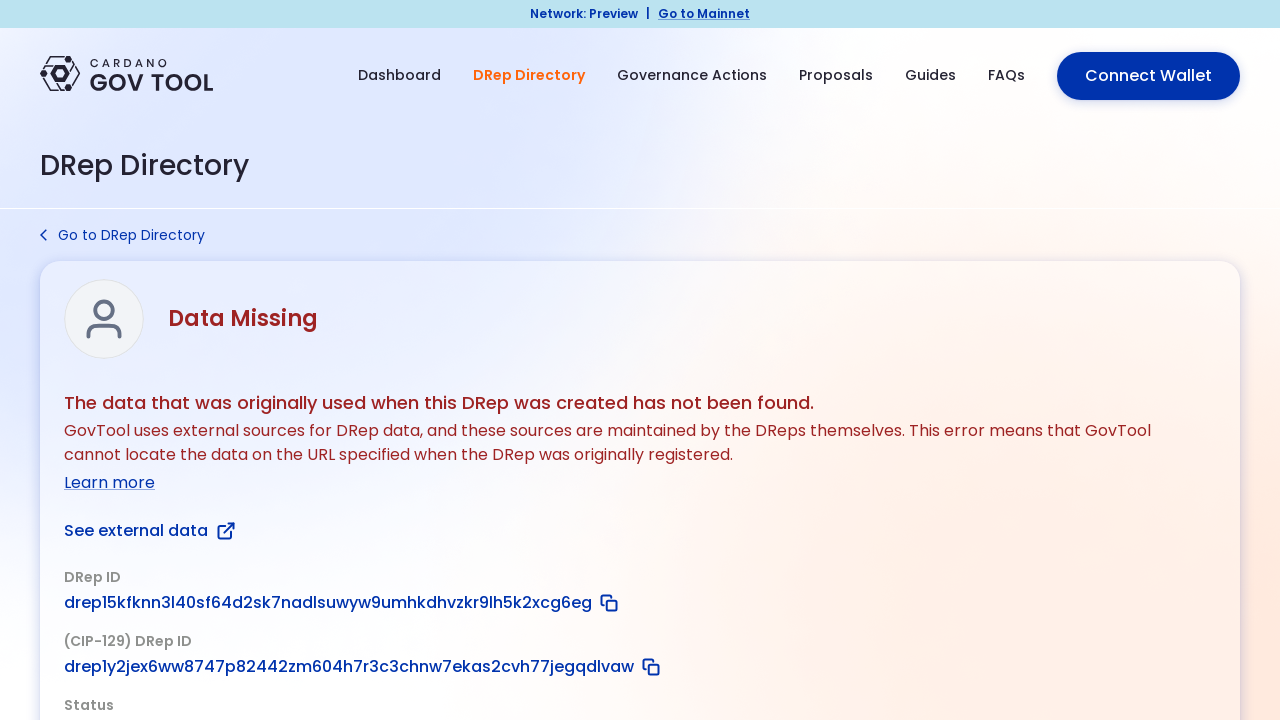 Network: Preview | Go to Mainnet
CARDANO
GOV TOOL
Dashboard
DRep Directory
Governance Actions
Proposals
Guides
FAQs
Connect Wallet
DRep Directory
Go to DRep Directory
Data Missing
The data that was originally used when this DRep was created has not been found.
GovTool uses external sources for DRep data, and these sources are maintained by the DReps themselves. This error means that GovTool
cannot locate the data on the URL specified when the DRep was originally registered.
Learn more
See external data
DRep ID
drep15kfknn3l40sf64d2sk7nadlsuwyw9umhkdhvzkr9lh5k2xcg6eg
(CIP-129) DRep ID
drep1y2jex6ww8747p82442zm604h7r3c3chnw7ekas2cvh77jegqdlvaw
Status